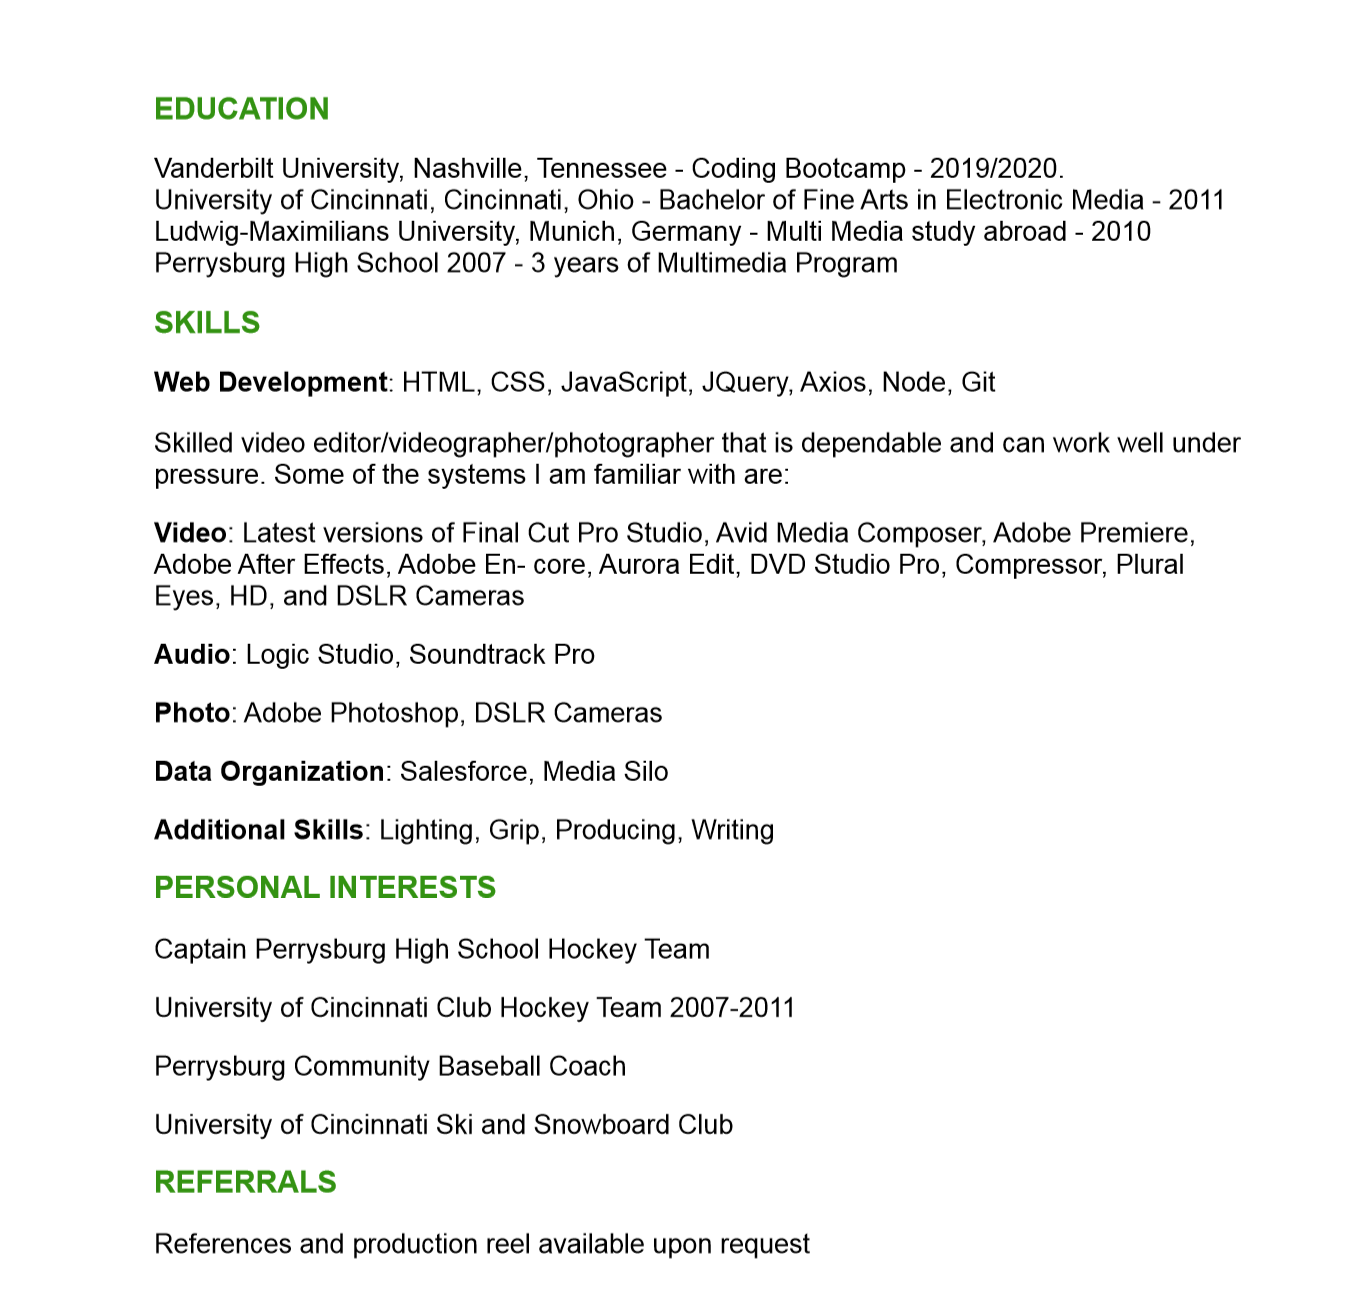 EDUCATION
Vanderbilt University, Nashville, Tennessee - Coding Bootcamp - 2019/2020.
University of Cincinnati, Cincinnati, Ohio - Bachelor of Fine Arts in Electronic Media - 2011
Ludwig-Maximilians University, Munich, Germany - Multi Media study abroad - 2010
Perrysburg High School 2007 - 3 years of Multimedia Program
SKILLS
Web Development: HTML, CSS, JavaScript, JQuery, Axios, Node, Git
Skilled video editor/videographer/photographer that is dependable and can work well under
pressure. Some of the systems I am familiar with are:
Video: Latest versions of Final Cut Pro Studio, Avid Media Composer, Adobe Premiere,
Adobe After Effects, Adobe En- core, Aurora Edit, DVD Studio Pro, Compressor, Plural
Eyes, HD, and DSLR Cameras
Audio: Logic Studio, Soundtrack Pro
Photo: Adobe Photoshop, DSLR Cameras
Data Organization: Salesforce, Media Silo
Additional Skills: Lighting, Grip, Producing, Writing
PERSONAL INTERESTS
Captain Perrysburg High School Hockey Team
University of Cincinnati Club Hockey Team 2007-2011
Perrysburg Community Baseball Coach
University of Cincinnati Ski and Snowboard Club
REFERRALS
References and production reel available upon request